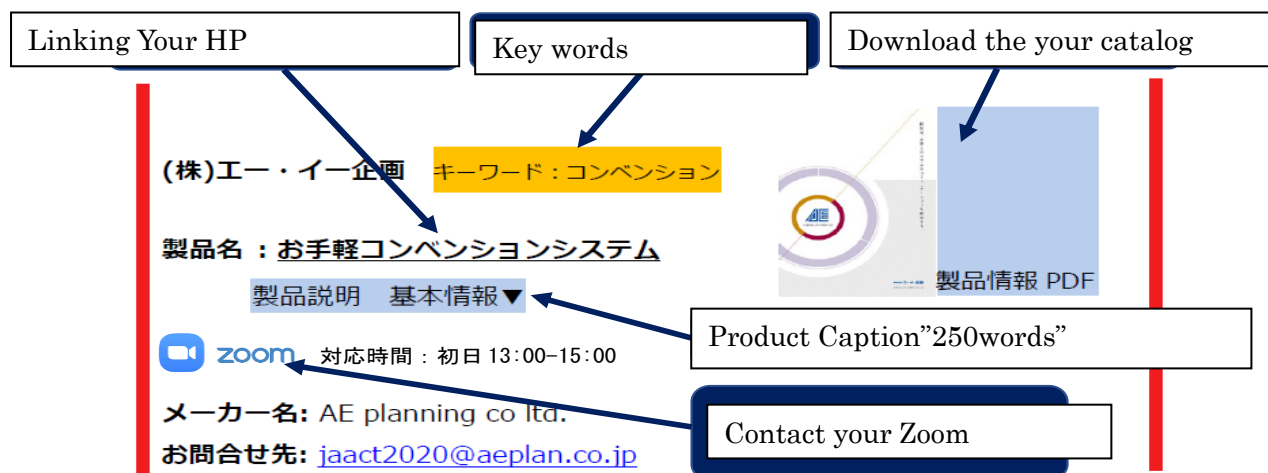 Linking Your HP
Key words
Download the your catalog
(株)エー・イー企画
キーワード：コンベンション
AE
製品名 ：お手軽コンベンションシステム
製品説明 基本情報▼
製品情報 PDF
Product Caption”250words”
zoom 対応時間：初日 13：00-15：00
メーカー名: AE planning co ltd.
Contact your Zoom
お問合せ先: jaact2020@aeplan.co.jp